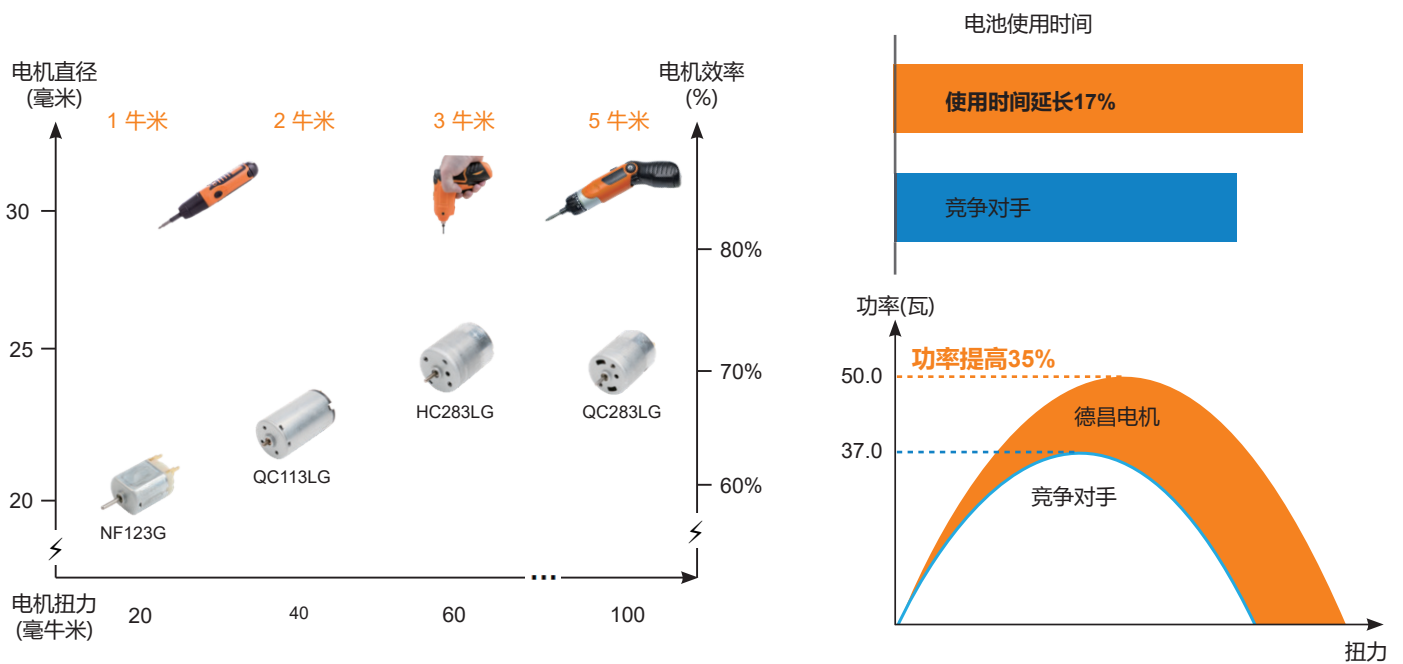 电机直径
(毫米)
电机效率
(%)
1 牛米
2 牛米
3 牛米
5 牛米
30
25
20
80%
70%
60%
NF123G
QC113LG
HC283LG
QC283LG
...
电机扭力
(毫牛米)
20
40
60
100
电池使用时间
使用时间延长17%
竞争对手
功率(瓦)
功率提高35%
50.0
37.0
德昌电机
竞争对手
扭力